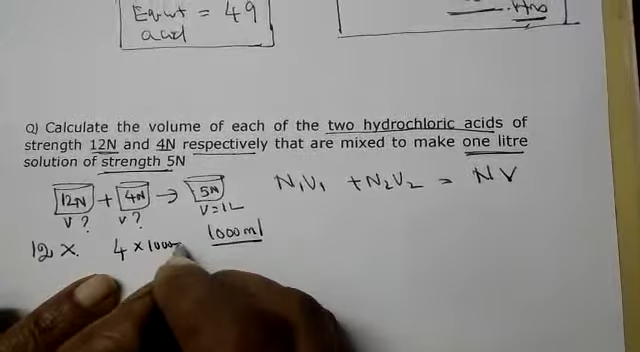 Eq.wt = 49
acid
Hno
Q) Calculate the volume of each of the two hydrochloric acids of
strength 12N and 4N respectively that are mixed to make one litre
solution of strength 5N
12N + 4N → 5N
V ? V ? V=1L
N₁V₁ + N₂V₂ = NV
1000ml
12 x 4 x 1000